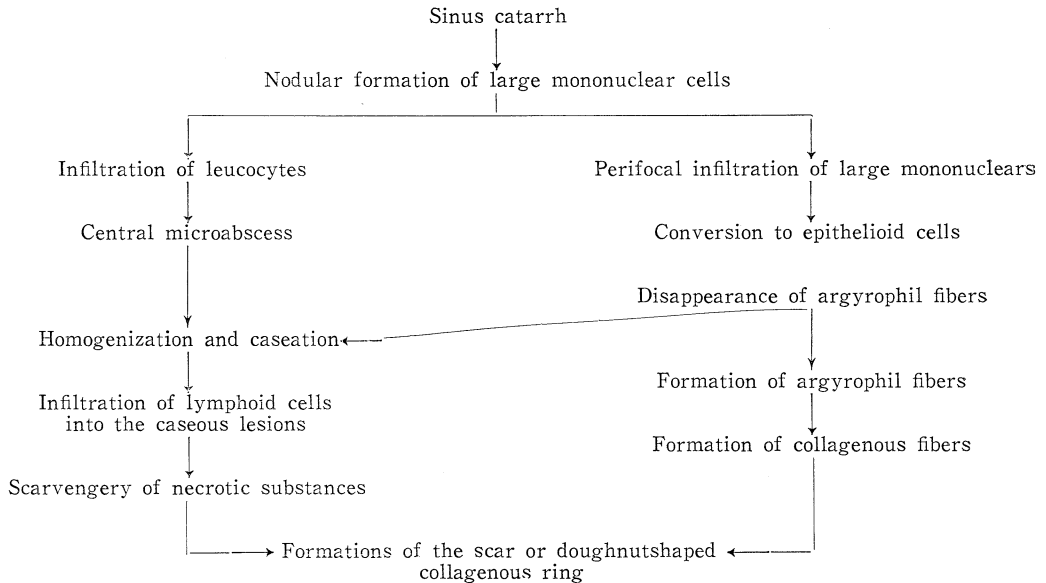 Sinus catarrh
Nodular formation of large mononuclear cells
Infiltration of leucocytes
Perifocal infiltration of large mononuclears
Central microabscess
Conversion to epithelioid cells
Disappearance of argyrophil fibers
Homogenization and caseation
Formation of argyrophil fibers
Infiltration of lymphoid cells
into the caseous lesions
Formation of collagenous fibers
Scarvengery of necrotic substances
Formations of the scar or doughnutshaped
collagenous ring